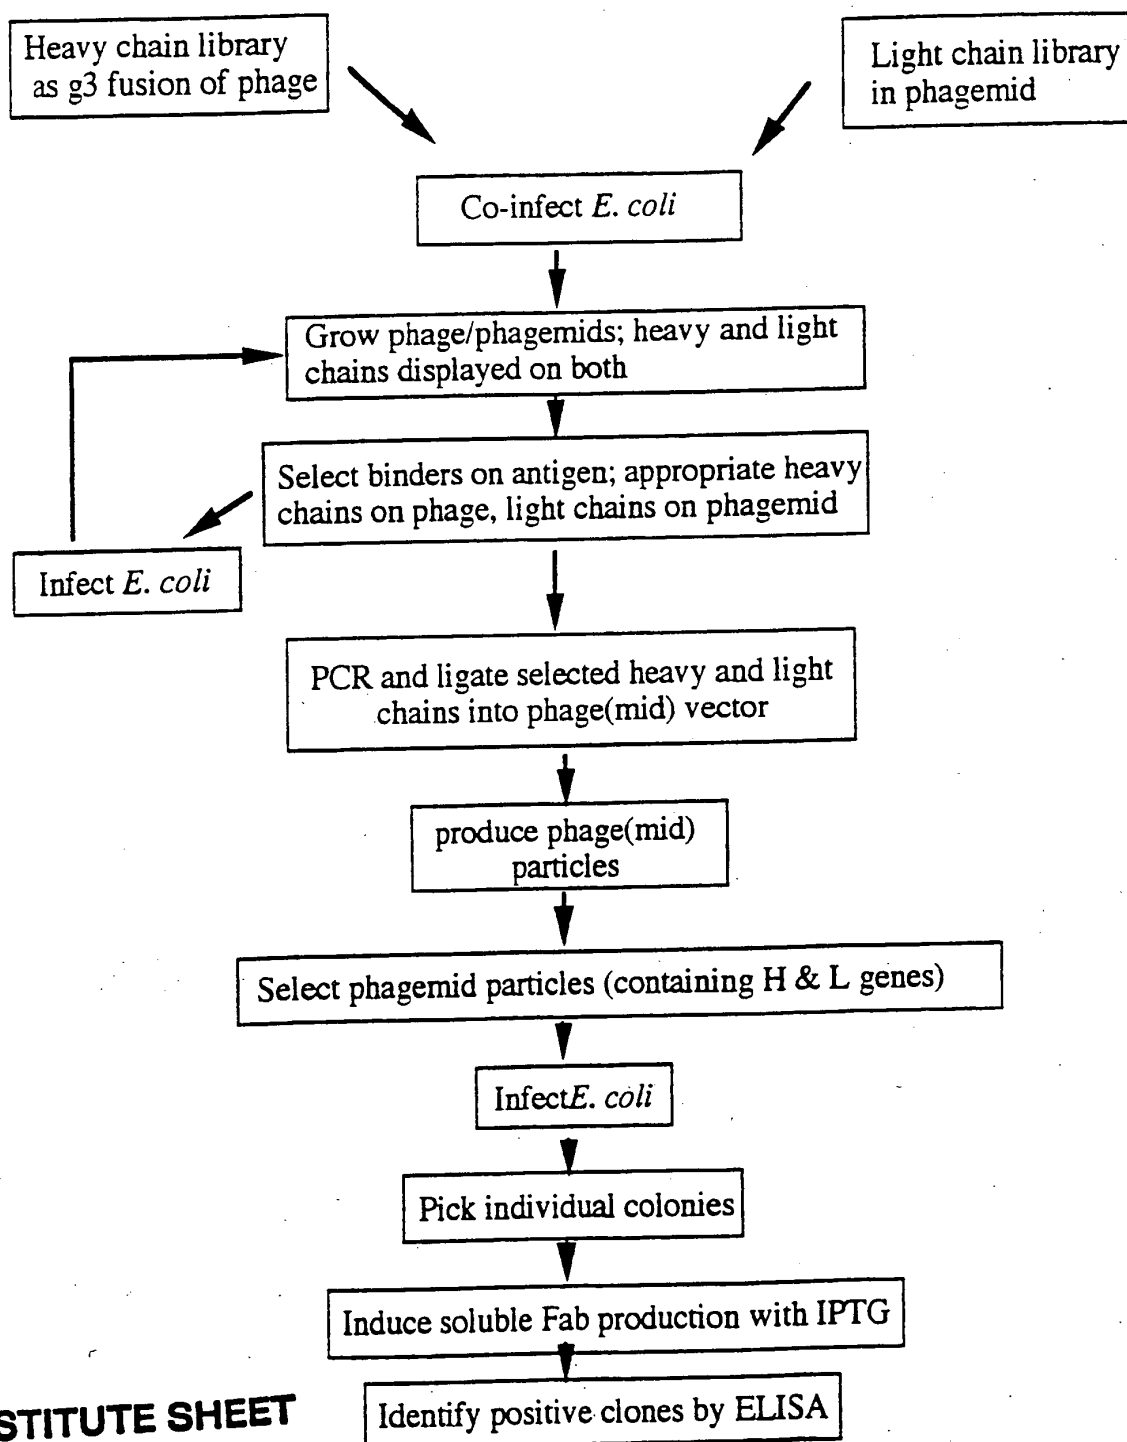 Heavy chain library
as g3 fusion of phage
Light chain library
in phagemid
Co-infect E. coli
Grow phage/phagemids; heavy and light
chains displayed on both
Select binders on antigen; appropriate heavy
chains on phage, light chains on phagemid
Infect E. coli
PCR and ligate selected heavy and light
chains into phage(mid) vector
produce phage(mid)
particles
Select phagemid particles (containing H & L genes)
InfectE. coli
Pick individual colonies
Induce soluble Fab production with IPTG
Identify positive clones by ELISA
STITUTE SHEET